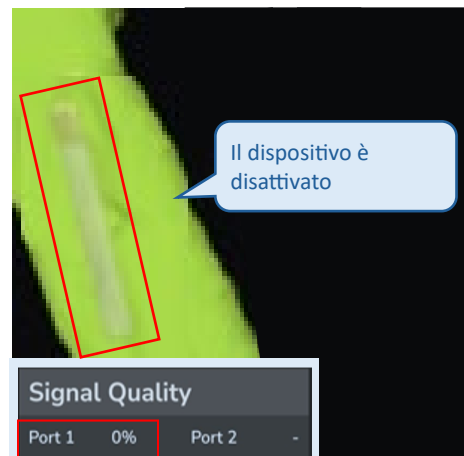 Il dispositivo è
disattivato
Signal Quality
Port 1 0% Port 2 -